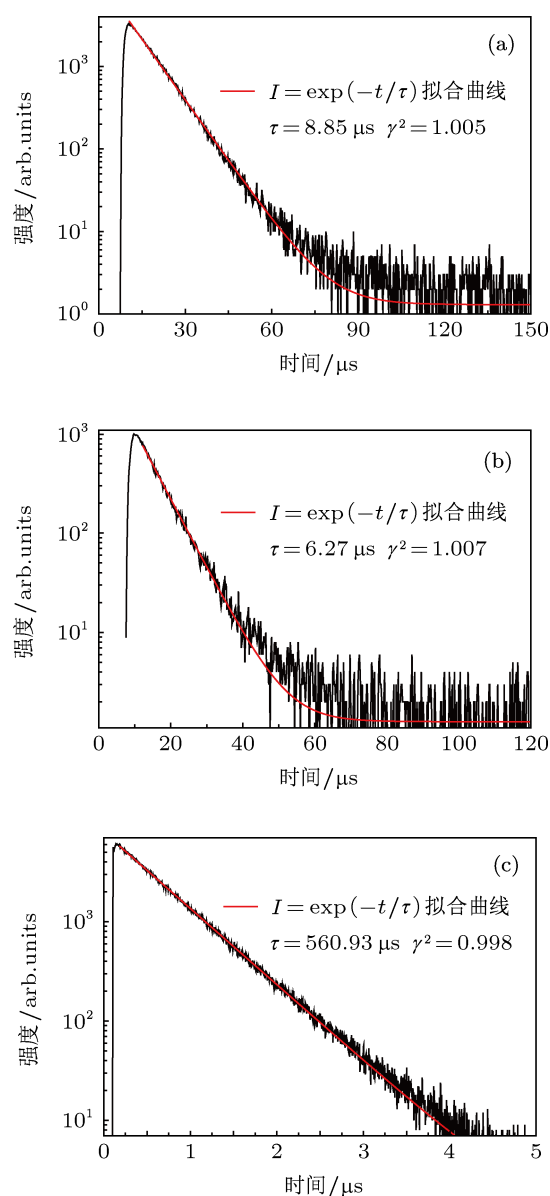 (a)
I=exp(−t/τ)拟合曲线
τ=8.85 μs γ²=1.005
强度/arb.units
10³
10²
10¹
10⁰
0 30 60 90 120 150
时间/μs
(b)
I=exp(−t/τ)拟合曲线
τ=6.27 μs γ²=1.007
强度/arb.units
10³
10²
10¹
0 20 40 60 80 100 120
时间/μs
(c)
I=exp(−t/τ)拟合曲线
τ=560.93 μs γ²=0.998
强度/arb.units
10³
10²
10¹
0 1 2 3 4 5
时间/μs